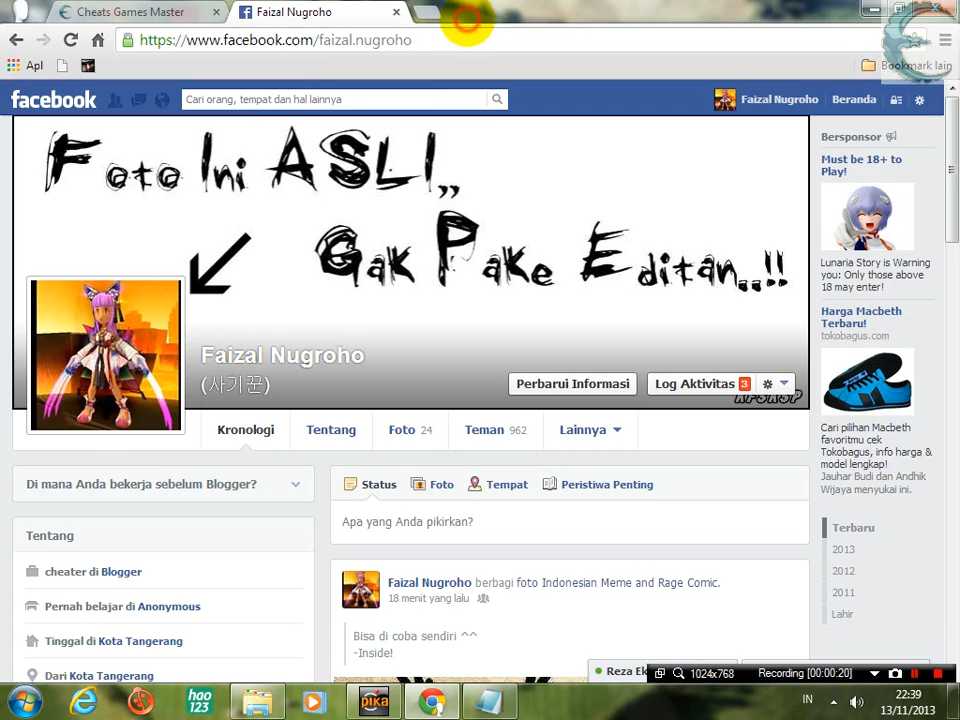 Cheats Games Master
Faizal Nugroho
https://www.facebook.com/faizal.nugroho
Apl
Bookmark lain
facebook
Cari orang, tempat dan hal lainnya
Faizal Nugroho
Beranda
Foto Ini ASLI,,
Gak Pake Editan..!!
Faizal Nugroho
(사기꾼)
Perbarui Informasi
Log Aktivitas 3
Kronologi
Tentang
Foto 24
Teman 962
Lainnya
Di mana Anda bekerja sebelum Blogger?
Tentang
cheater di Blogger
Pernah belajar di Anonymous
Tinggal di Kota Tangerang
Dari Kota Tangerang
Status
Foto
Tempat
Peristiwa Penting
Apa yang Anda pikirkan?
Faizal Nugroho berbagi foto Indonesian Meme and Rage Comic.
18 menit yang lalu
Bisa di coba sendiri ^^
-Inside!
Bersponsor
Must be 18+ to
Play!
Lunaria Story is Warning
you: Only those above
18 may enter!
Harga Macbeth
Terbaru!
tokobagus.com
Cari pilihan Macbeth
favoritmu cek
Tokobagus, info harga &
model lengkap!
Jauhar Budi dan Andhik
Wijaya menyukai ini.
Terbaru
2013
2012
2011
Lahir
Reza
1024x768
Recording [00:00:20]
hao
123
pika
IN
22:39
13/11/2013